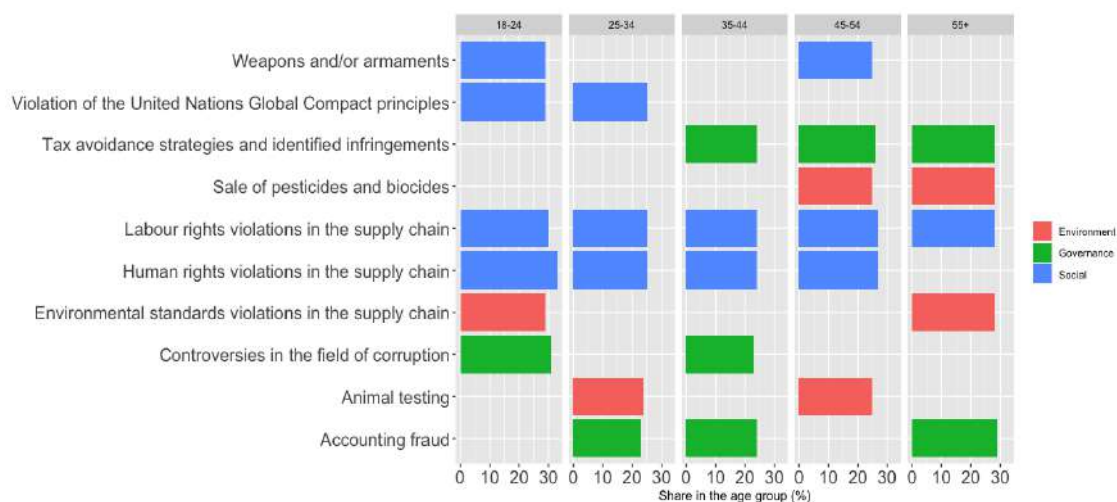 18-24 25-34 35-44 45-54 55+
Weapons and/or armaments
Violation of the United Nations Global Compact principles
Tax avoidance strategies and identified infringements
Sale of pesticides and biocides
Labour rights violations in the supply chain
Human rights violations in the supply chain
Environmental standards violations in the supply chain
Controversies in the field of corruption
Animal testing
Accounting fraud
Environment
Governance
Social
0 10 20 30 0 10 20 30 0 10 20 30 0 10 20 30 0 10 20 30
Share in the age group (%)